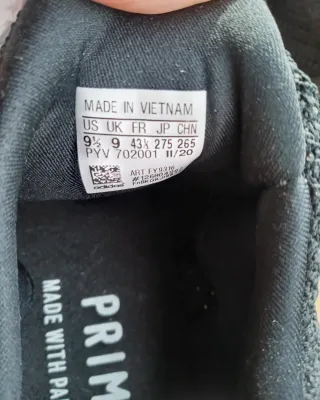 MADE IN VIETNAM
US UK FR JP CHN
9½ 9 43⅓ 275 265
PYV 702001 11/20
ART
adidas
PRIM
MADE WITH PA